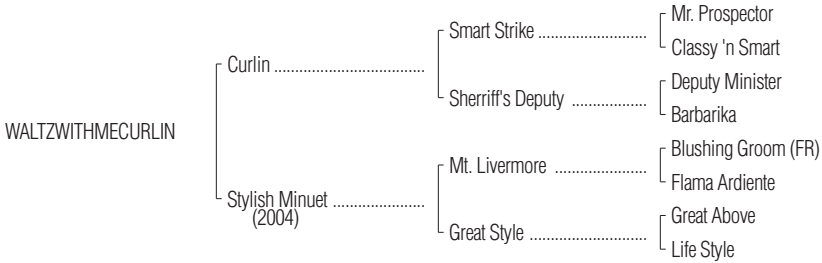 Mr. Prospector
Smart Strike ..........................
Classy 'n Smart
Curlin ...................................
Deputy Minister
Sherriff's Deputy ..................
Barbarika
WALTZWITHMECURLIN
Blushing Groom (FR)
Mt. Livermore ......................
Flama Ardiente
Stylish Minuet .....................
(2004)
Great Above
Great Style ...........................
Life Style